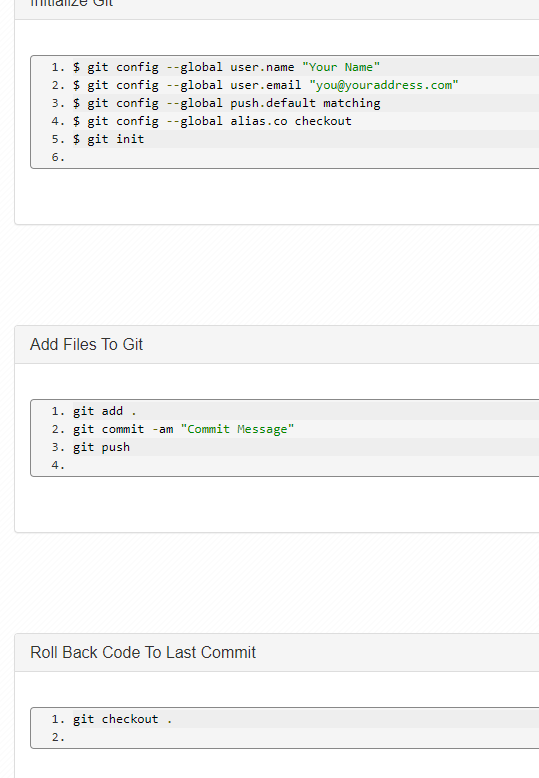 Initialize Git
1. $ git config --global user.name "Your Name"
2. $ git config --global user.email "you@youraddress.com"
3. $ git config --global push.default matching
4. $ git config --global alias.co checkout
5. $ git init
6.
Add Files To Git
1. git add .
2. git commit -am "Commit Message"
3. git push
4.
Roll Back Code To Last Commit
1. git checkout .
2.